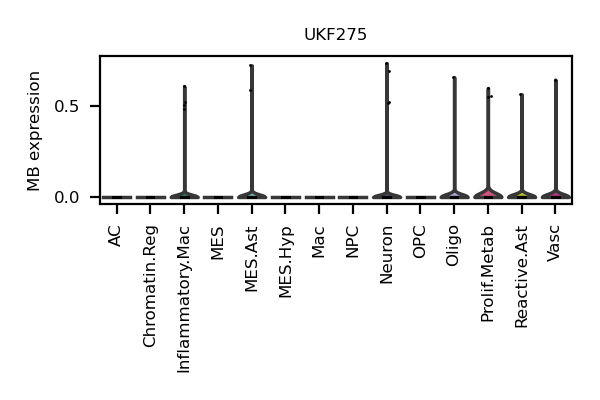 UKF275
MB expression
0.5
0.0
AC
Chromatin.Reg
Inflammatory.Mac
MES
MES.Ast
MES.Hyp
Mac
NPC
Neuron
OPC
Oligo
Prolif.Metab
Reactive.Ast
Vasc